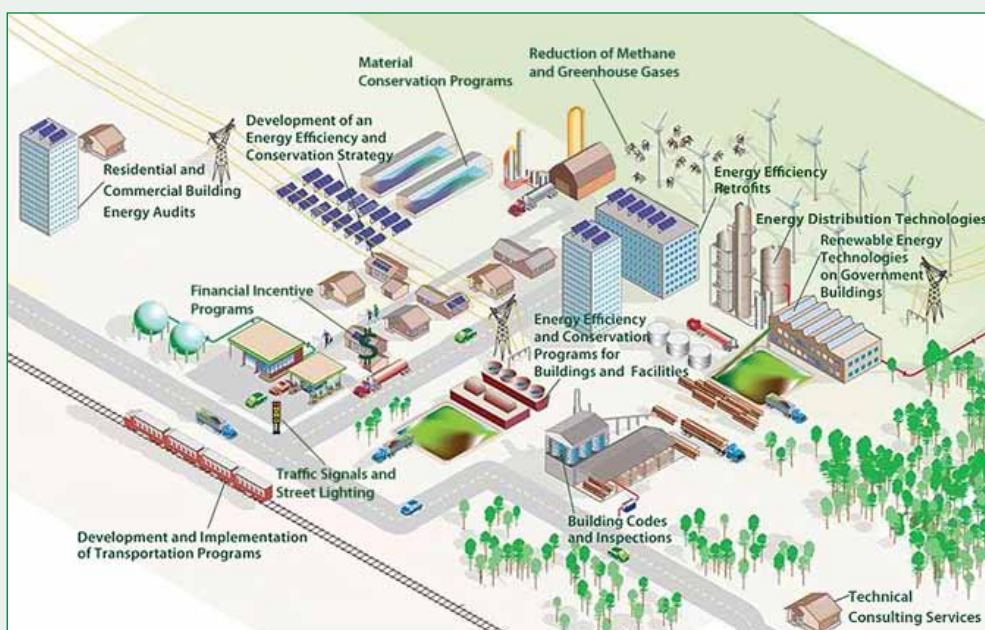 Reduction of Methane
and Greenhouse Gases
Material
Conservation Programs
Development of an
Energy Efficiency and
Conservation Strategy
Residential and
Commercial Building
Energy Audits
Energy Efficiency
Retrofits
Energy Distribution Technologies
Renewable Energy
Technologies
on Government
Buildings
Financial Incentive
Programs
$
Energy Efficiency
and Conservation
Programs for
Buildings and Facilities
Traffic Signals and
Street Lighting
Development and Implementation
of Transportation Programs
Building Codes
and Inspections
Technical
Consulting Services